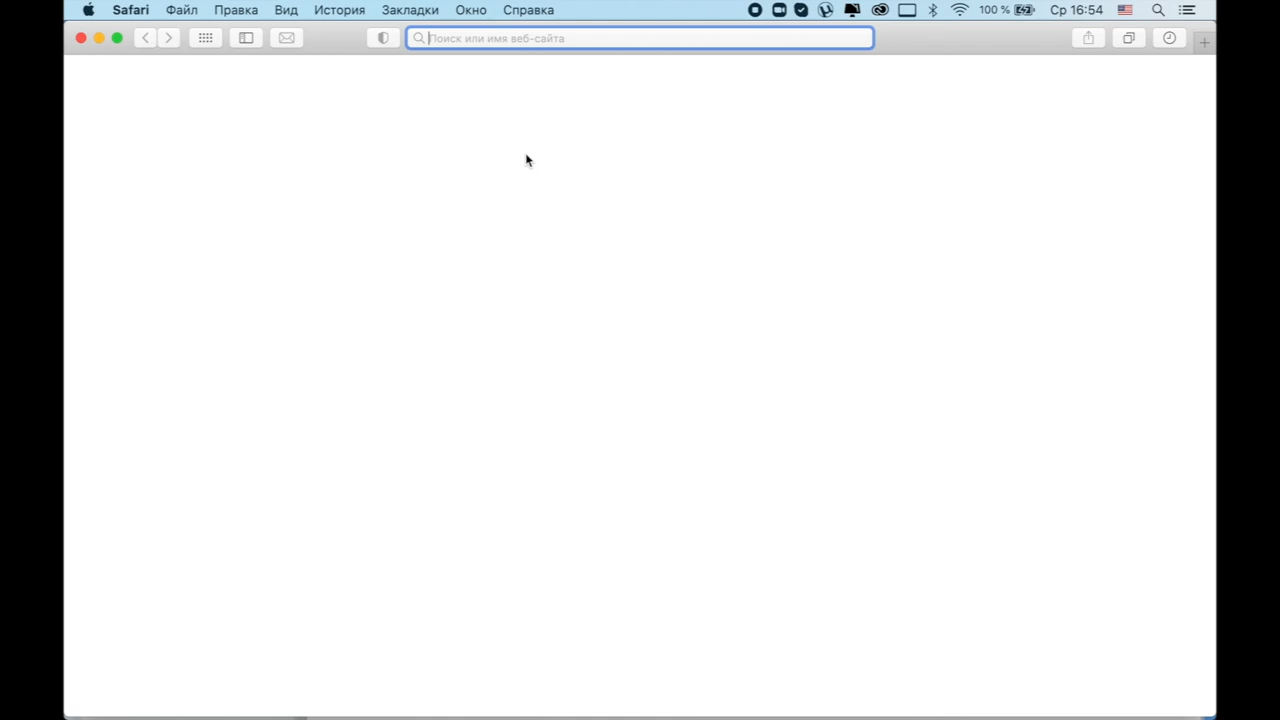 Safari Файл Правка Вид История Закладки Окно Справка 100 % Ср 16:54
Поиск или имя веб-сайта